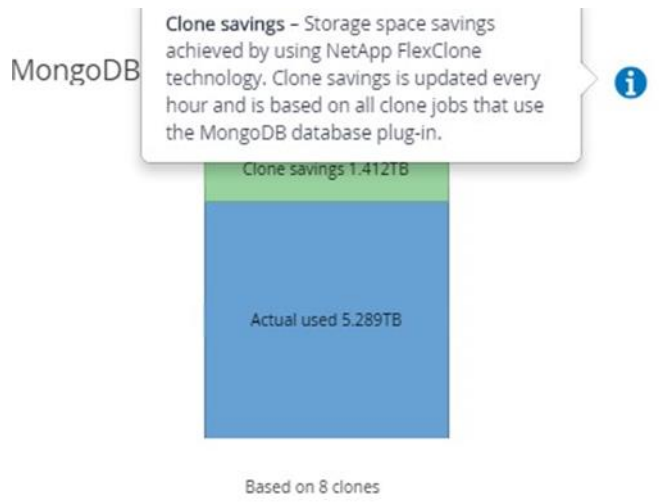 Clone savings – Storage space savings
achieved by using NetApp FlexClone
technology. Clone savings is updated every
hour and is based on all clone jobs that use
the MongoDB database plug-in.
MongoDB
Clone savings 1.412TB
Actual used 5.289TB
Based on 8 clones